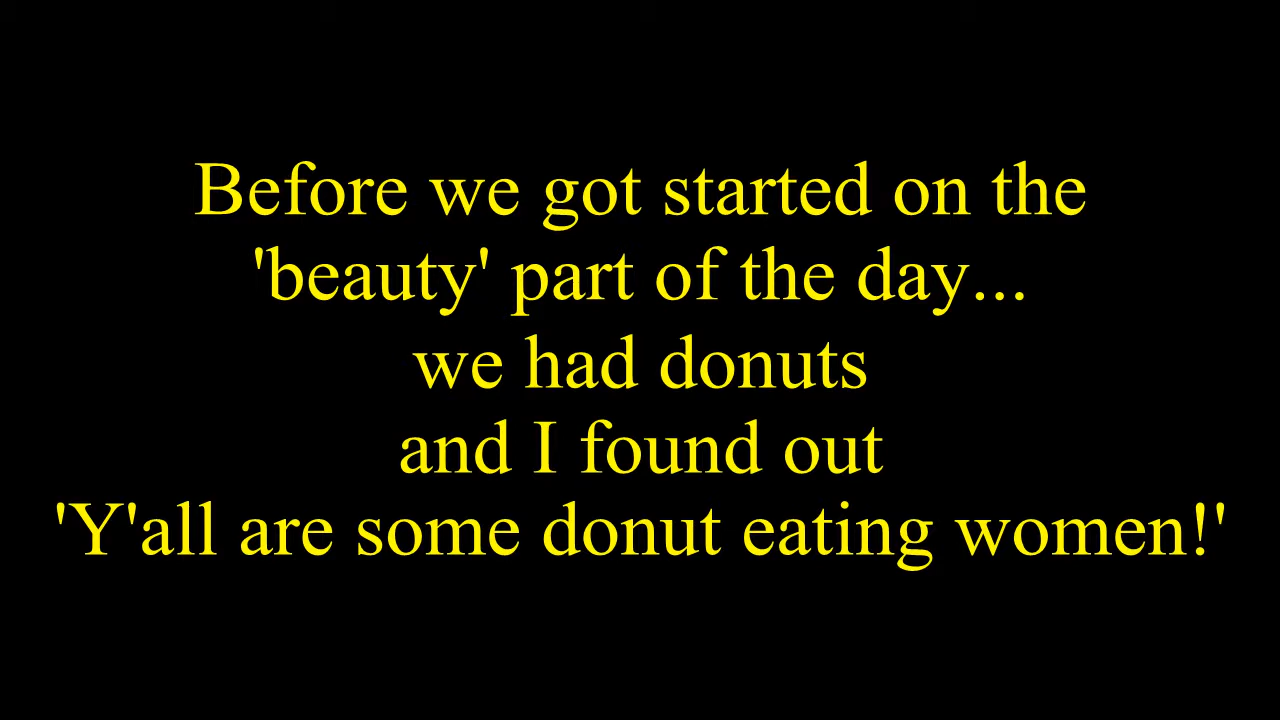 Before we got started on the
'beauty' part of the day...
we had donuts
and I found out
'Y'all are some donut eating women!'